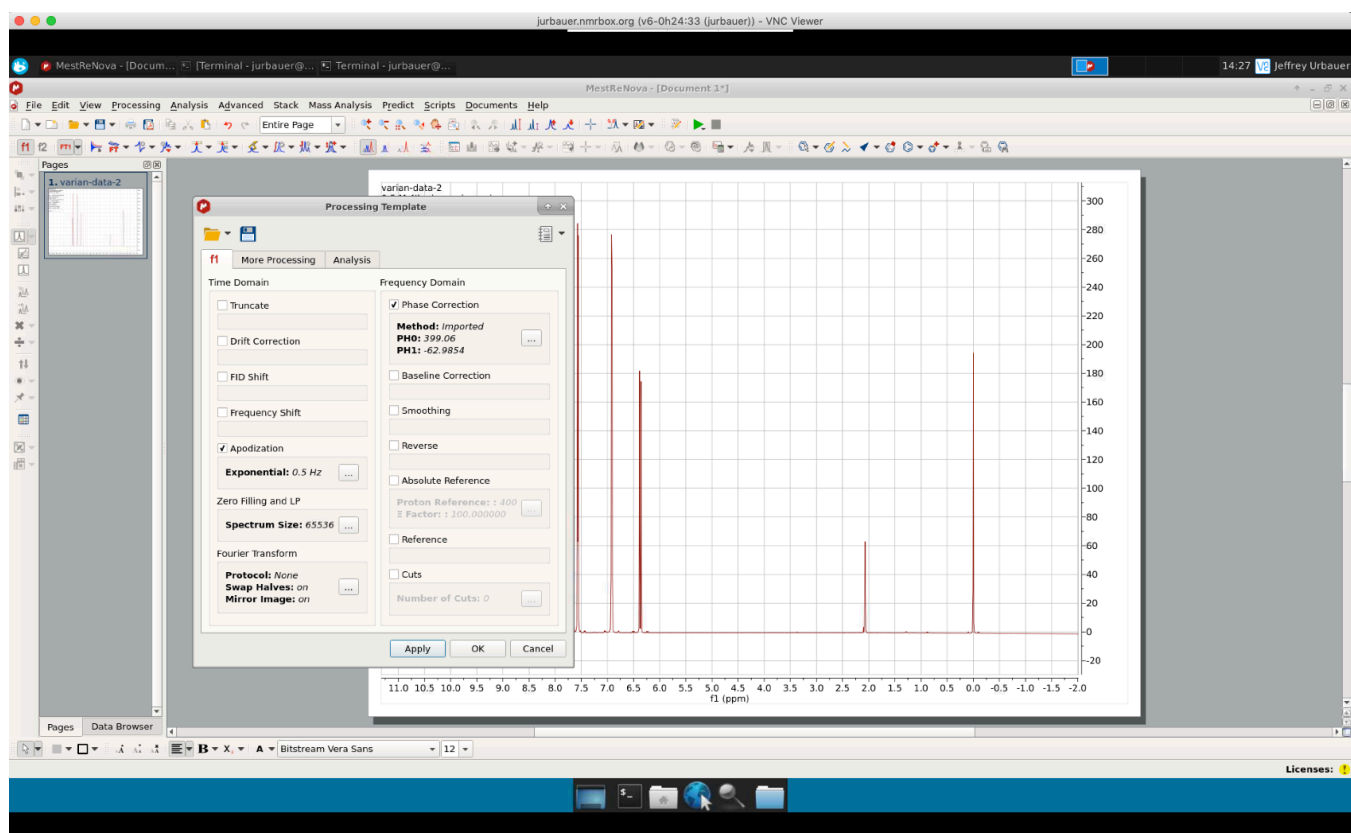 jurbauer.nmrbox.org (v6-0h24:33 (jurbauer)) - VNC Viewer
MestReNova - [Docum... [Terminal - jurbauer@... Terminal - jurbauer@... 14:27 Jeffrey Urbauer
MestReNova - [Document 1*]
File Edit View Processing Analysis Advanced Stack Mass Analysis Predict Scripts Documents Help
Entire Page
f1 f2
Pages
1. varian-data-2
varian-data-2
Processing Template
f1 More Processing Analysis
Time Domain
Truncate
Drift Correction
FID Shift
Frequency Shift
Apodization
Exponential: 0.5 Hz ...
Zero Filling and LP
Spectrum Size: 65536 ...
Fourier Transform
Protocol: None
Swap Halves: on ...
Mirror Image: on
Frequency Domain
Phase Correction
Method: Imported
PH0: 399.06 ...
PH1: -62.9854
Baseline Correction
Smoothing
Reverse
Absolute Reference
Proton Reference: : 400
Ξ Factor: : 100.000000 ...
Reference
Cuts
Number of Cuts: 0 ...
Apply OK Cancel
300
280
260
240
220
200
180
160
140
120
100
80
60
40
20
0
-20
11.0 10.5 10.0 9.5 9.0 8.5 8.0 7.5 7.0 6.5 6.0 5.5 5.0 4.5 4.0 3.5 3.0 2.5 2.0 1.5 1.0 0.5 0.0 -0.5 -1.0 -1.5 -2.0
f1 (ppm)
Pages Data Browser
B X, A Bitstream Vera Sans 12
Licenses: